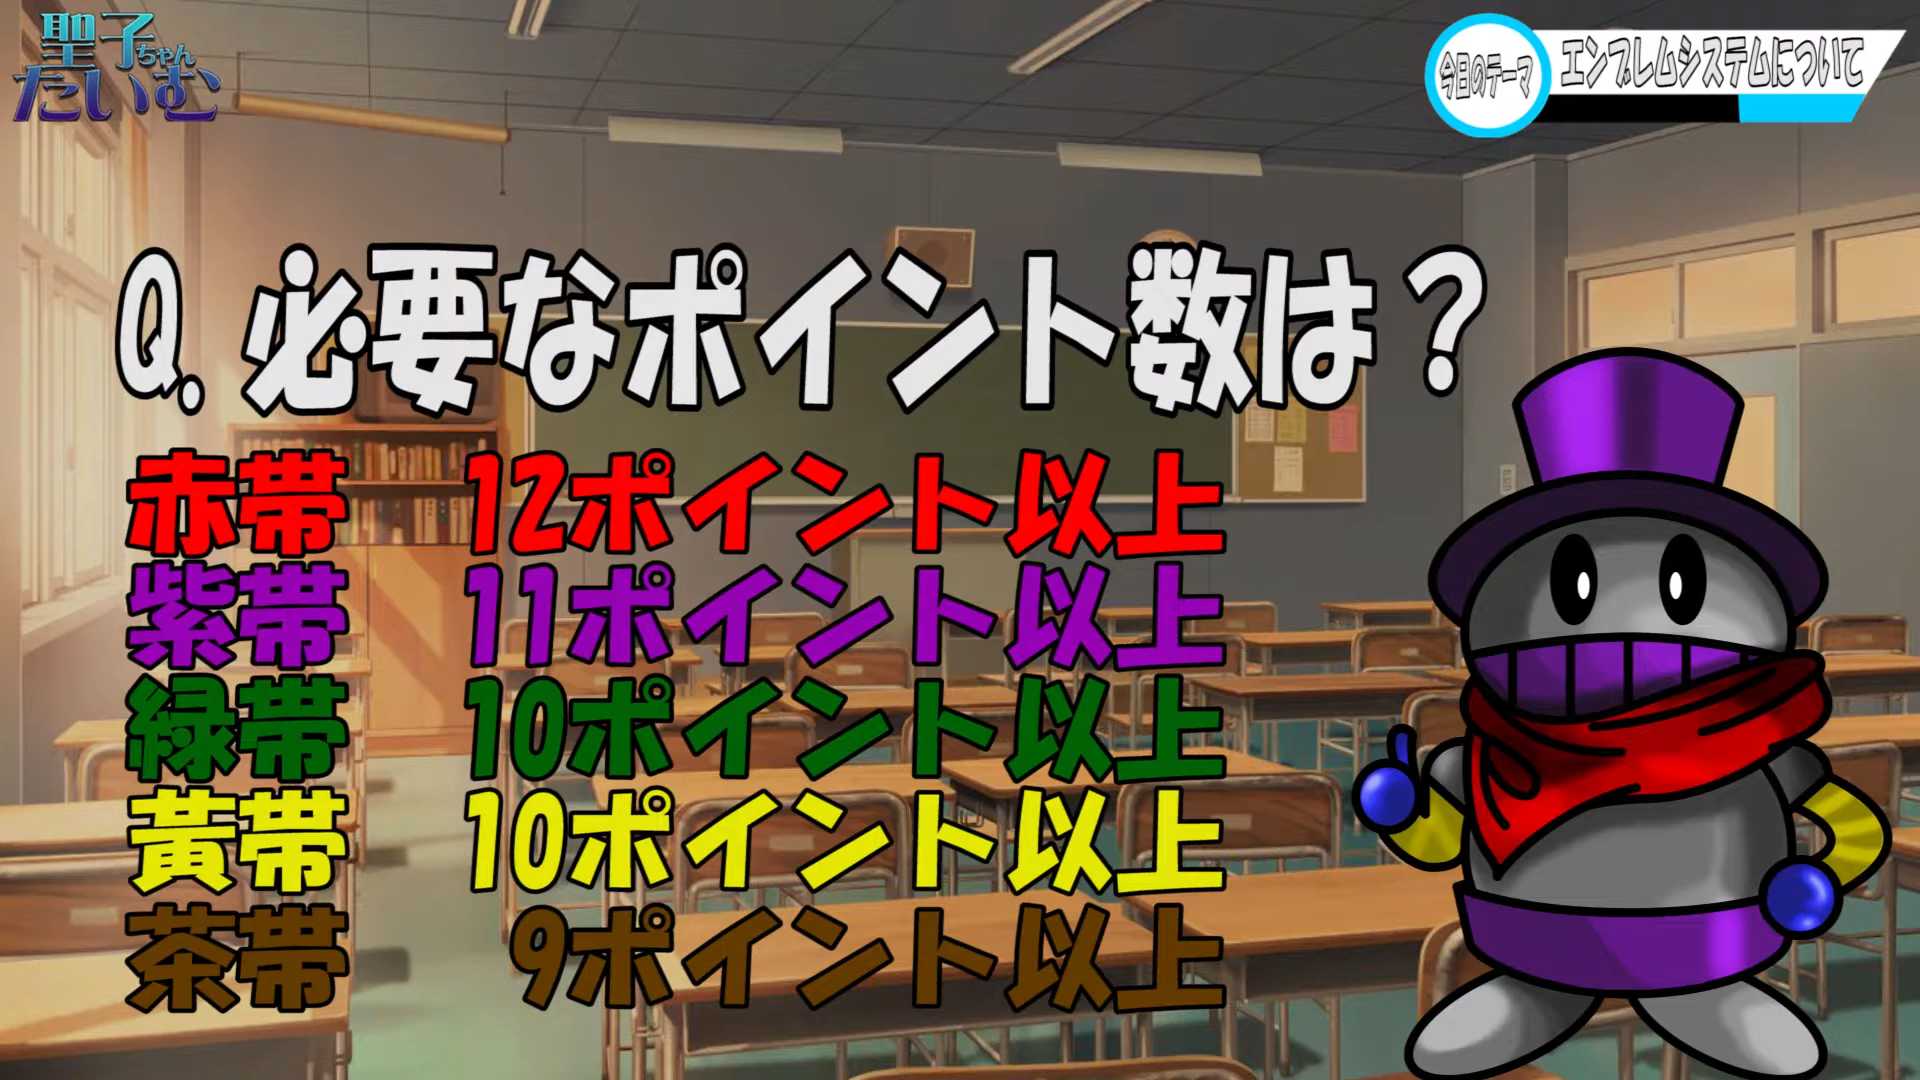 聖子ちゃん
たいむ
今日のテーマ
エンブレムシステムについて
Q.必要なポイント数は？
赤帯 12ポイント以上
紫帯 11ポイント以上
緑帯 10ポイント以上
黄帯 10ポイント以上
茶帯 9ポイント以上